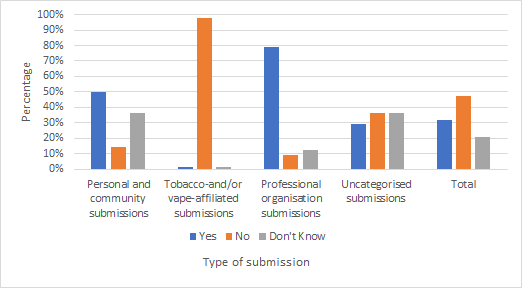 100%
90%
80%
70%
60%
50%
40%
30%
20%
10%
0%
Percentage
Personal and
community
submissions
Tobacco-and/or
vape-affiliated
submissions
Professional
organisation
submissions
Uncategorised
submissions
Total
Yes No Don't Know
Type of submission